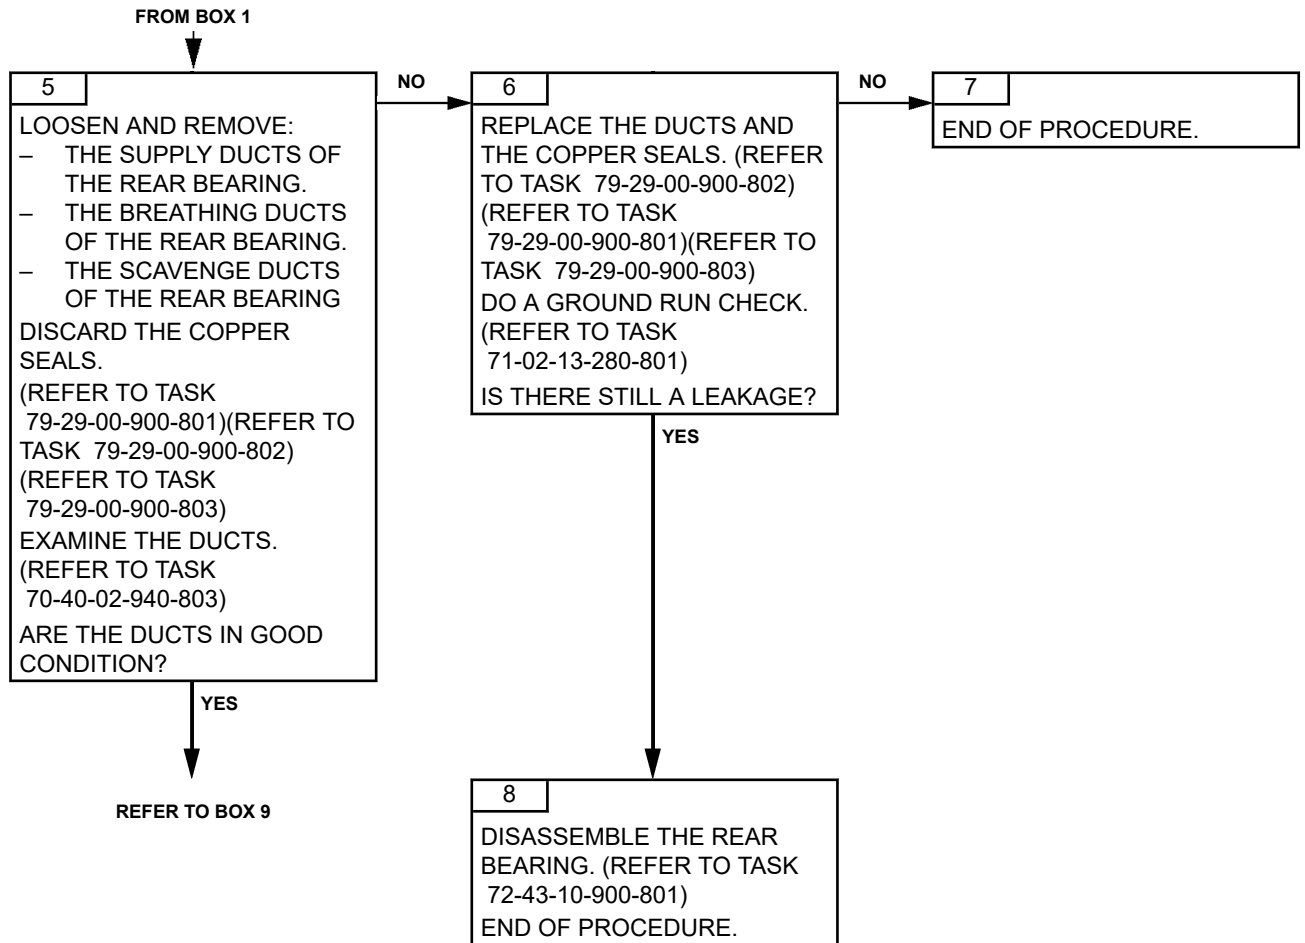 FROM BOX 1
5
LOOSEN AND REMOVE:
– THE SUPPLY DUCTS OF
THE REAR BEARING.
– THE BREATHING DUCTS
OF THE REAR BEARING.
– THE SCAVENGE DUCTS
OF THE REAR BEARING
DISCARD THE COPPER
SEALS.
(REFER TO TASK
79-29-00-900-801)(REFER TO
TASK 79-29-00-900-802)
(REFER TO TASK
79-29-00-900-803)
EXAMINE THE DUCTS.
(REFER TO TASK
70-40-02-940-803)
ARE THE DUCTS IN GOOD
CONDITION?
YES
REFER TO BOX 9
NO
6
REPLACE THE DUCTS AND
THE COPPER SEALS. (REFER
TO TASK 79-29-00-900-802)
(REFER TO TASK
79-29-00-900-801)(REFER TO
TASK 79-29-00-900-803)
DO A GROUND RUN CHECK.
(REFER TO TASK
71-02-13-280-801)
IS THERE STILL A LEAKAGE?
NO
7
END OF PROCEDURE.
YES
8
DISASSEMBLE THE REAR
BEARING. (REFER TO TASK
72-43-10-900-801)
END OF PROCEDURE.